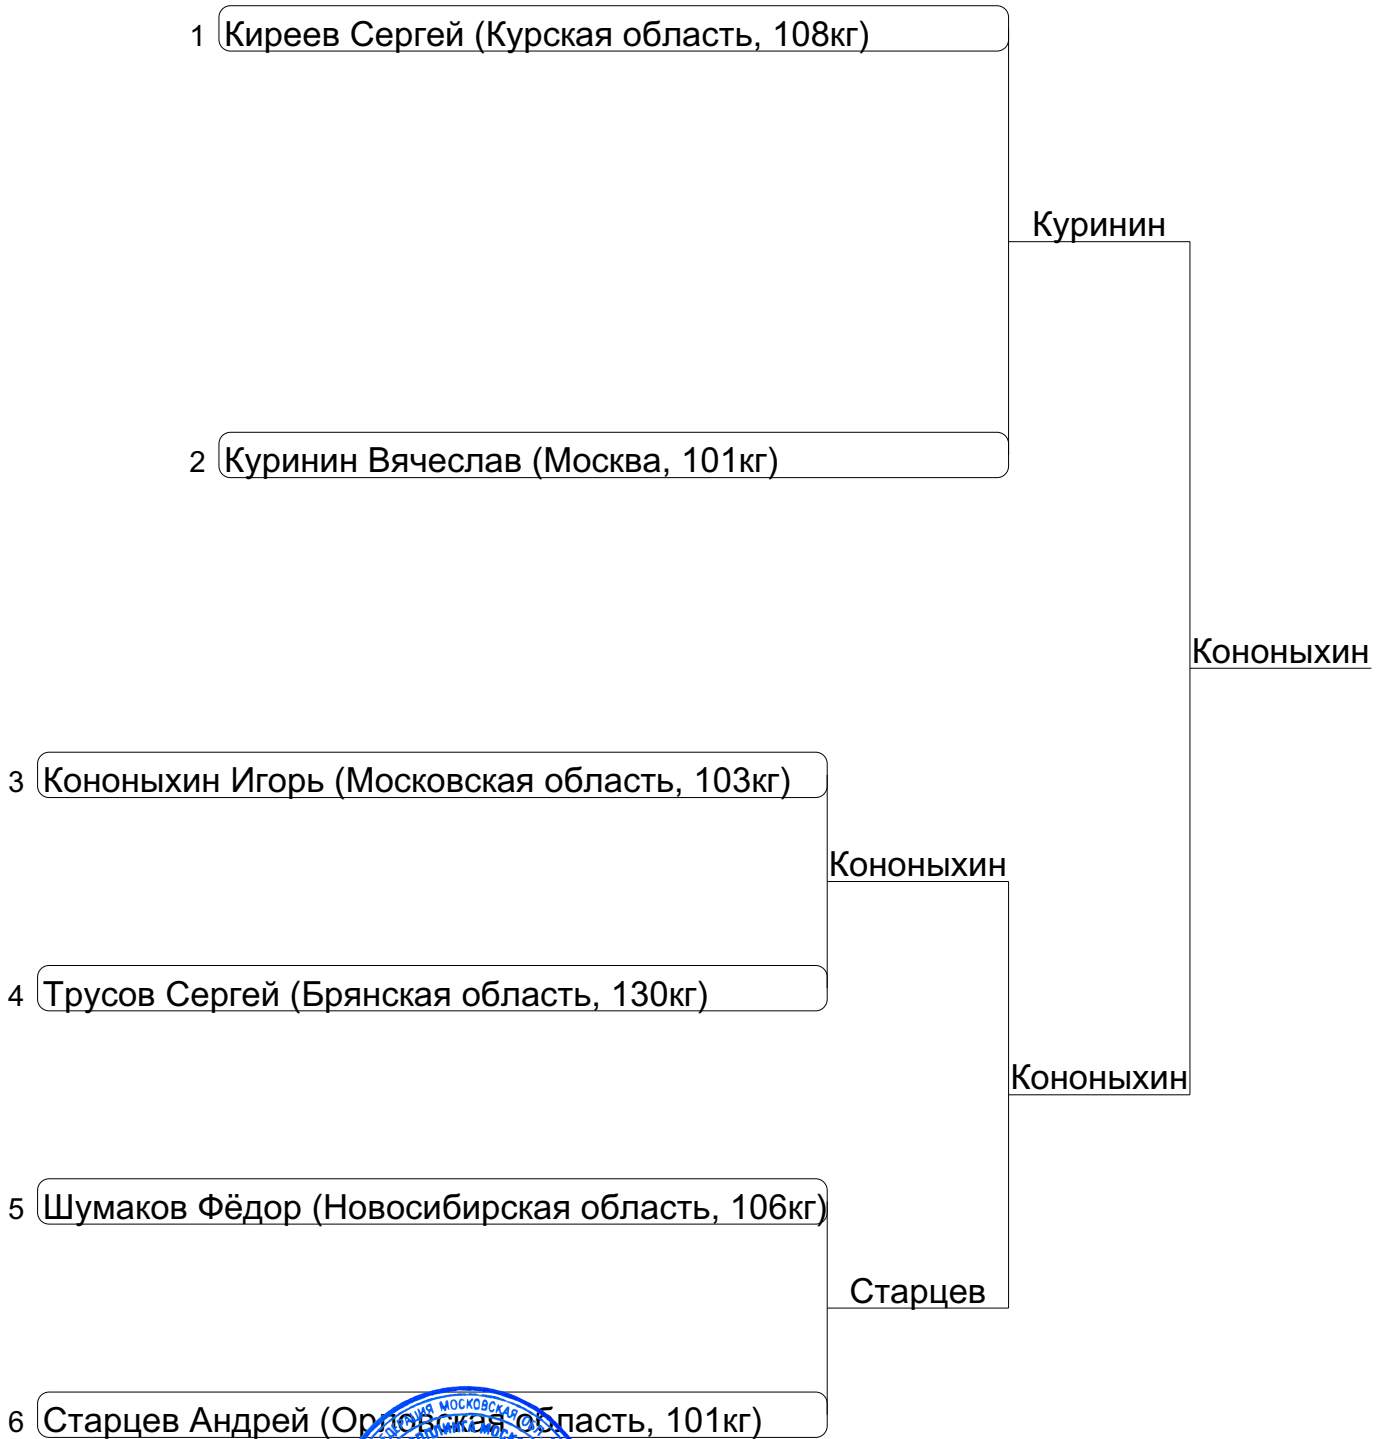 1 Киреев Сергей (Курская область, 108кг)
Куринин
2 Куринин Вячеслав (Москва, 101кг)
Кононыхин
3 Кононыхин Игорь (Московская область, 103кг)
Кононыхин
4 Трусов Сергей (Брянская область, 130кг)
Кононыхин
5 Шумаков Фёдор (Новосибирская область, 106кг)
Старцев
6 Старцев Андрей (Орловская область, 101кг)
МОСКОВСКАЯ